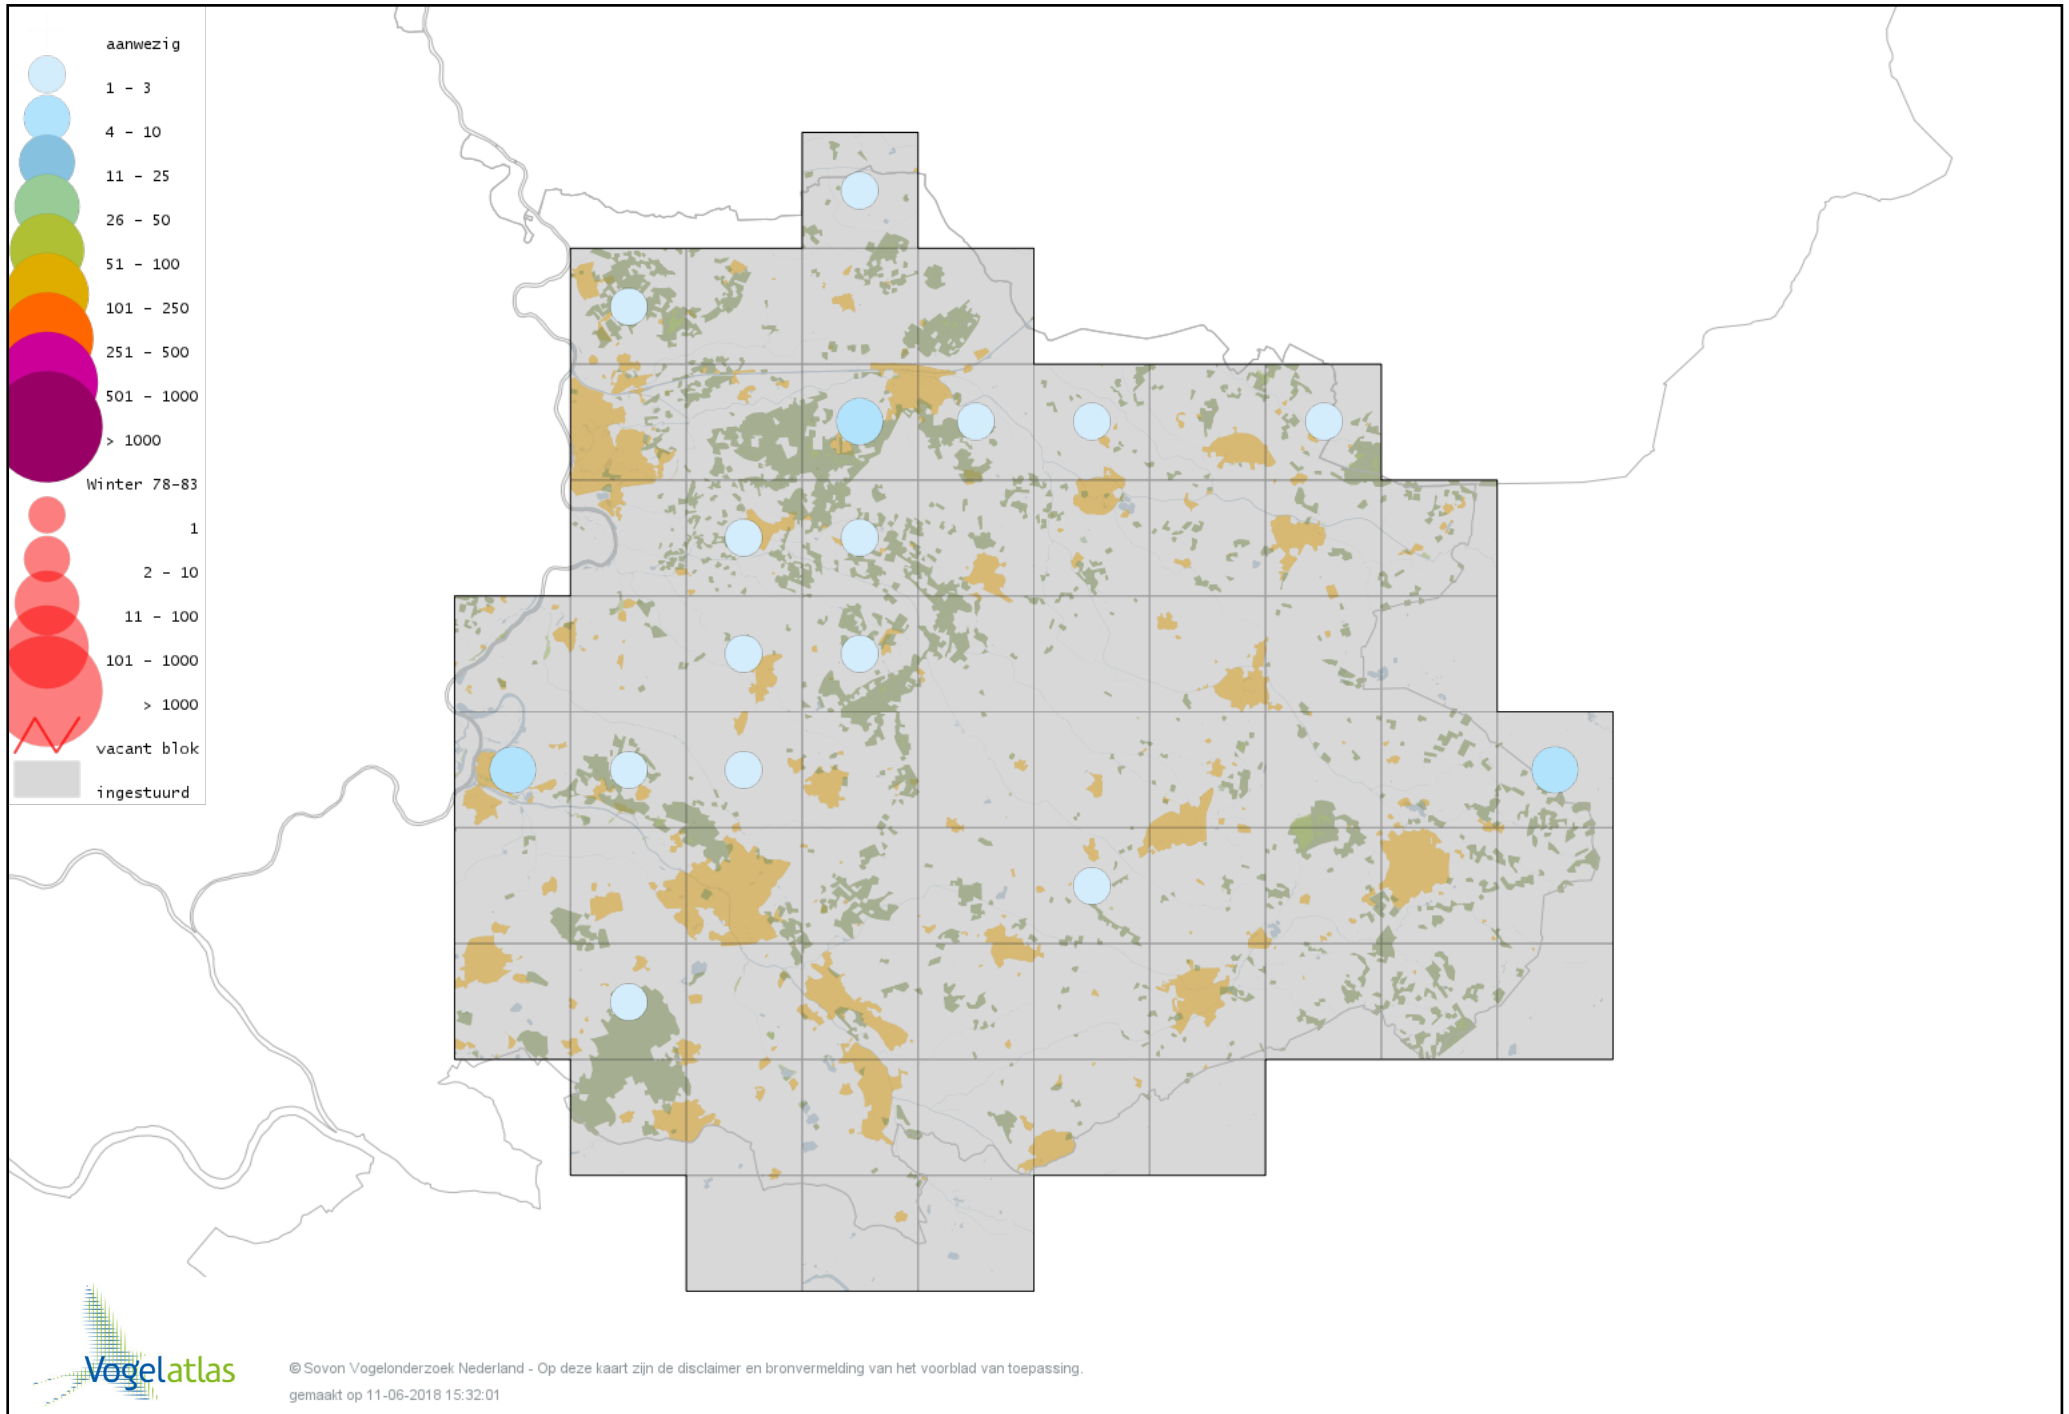 aanwezig
1 - 3
4 - 10
11 - 25
26 - 50
51 - 100
101 - 250
251 - 500
501 - 1000
> 1000
Winter 78-83
1
2 - 10
11 - 100
101 - 1000
> 1000
vacant blok
ingestuurd
Vogelatlas
© Sovon Vogelonderzoek Nederland - Op deze kaart zijn de disclaimer en bronvermelding van het voorblad van toepassing.
gemaakt op 11-06-2018 15:32:01